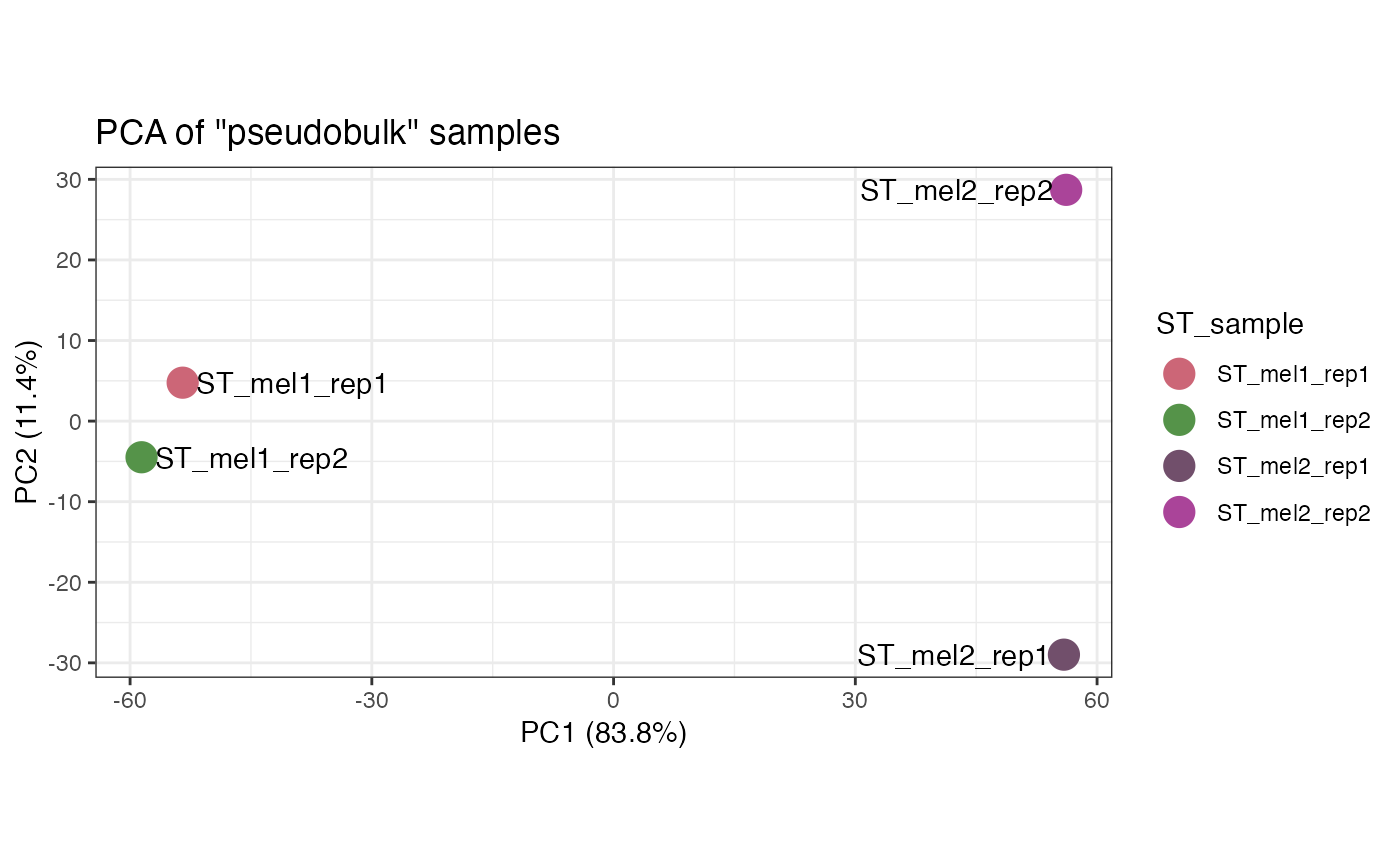 PCA of "pseudobulk" samples
30
20
10
0
-10
-20
-30
PC2 (11.4%)
ST_mel2_rep2
ST_mel1_rep1
ST_mel1_rep2
ST_mel2_rep1
-60
-30
0
30
60
PC1 (83.8%)
ST_sample
ST_mel1_rep1
ST_mel1_rep2
ST_mel2_rep1
ST_mel2_rep2